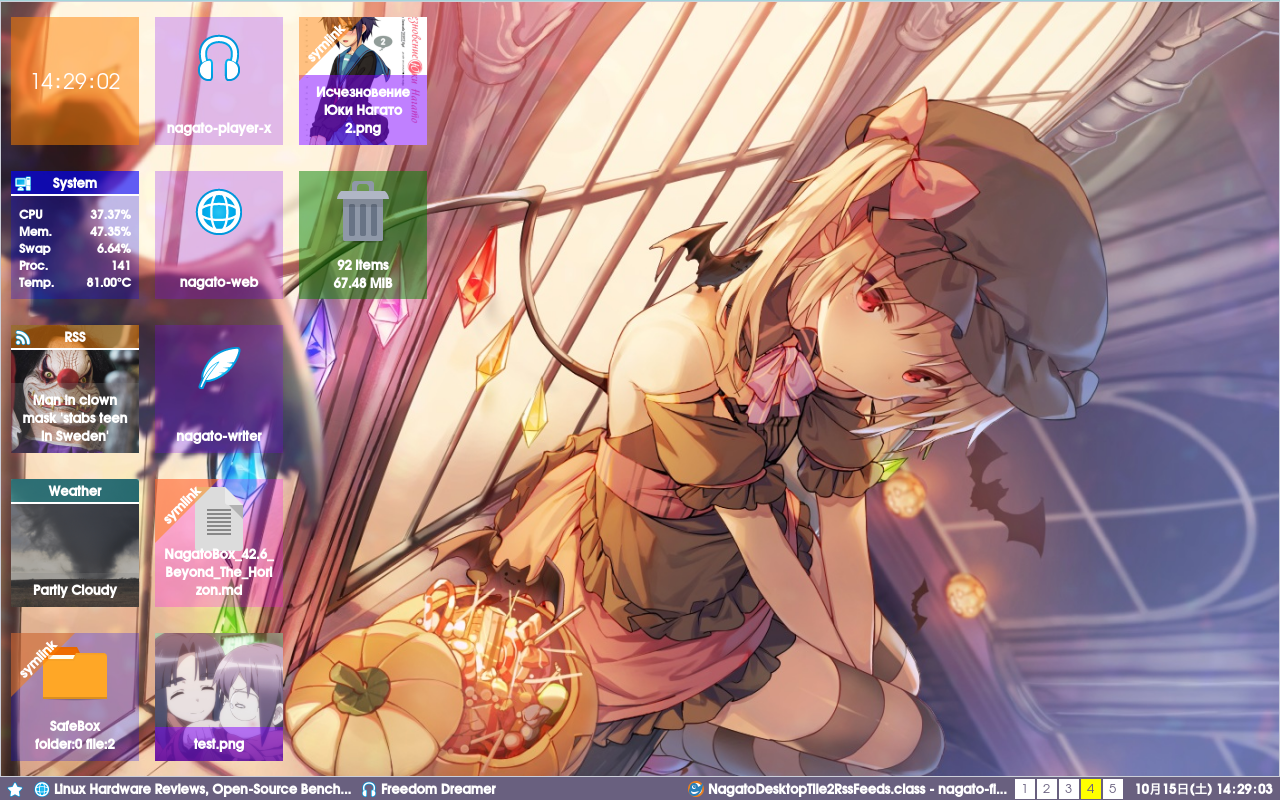 14:29:02
nagato-player-x
symlink
2
Исчезновение
Юки Нагато
2.png
System
CPU 37.37%
Mem. 47.35%
Swap 6.64%
Proc. 141
Temp. 81.00°C
nagato-web
92 Items
67.48 MiB
RSS
Man in clown
mask 'stabs teen
in Sweden'
nagato-writer
Weather
Partly Cloudy
symlink
NagatoBox_42.6_
Beyond_The_Hori
zon.md
symlink
SafeBox
folder:0 file:2
test.png
Linux Hardware Reviews, Open-Source Bench...
Freedom Dreamer
NagatoDesktopTile2RssFeeds.class - nagato-fi...
1 2 3 4 5
10月15日(土) 14:29:03